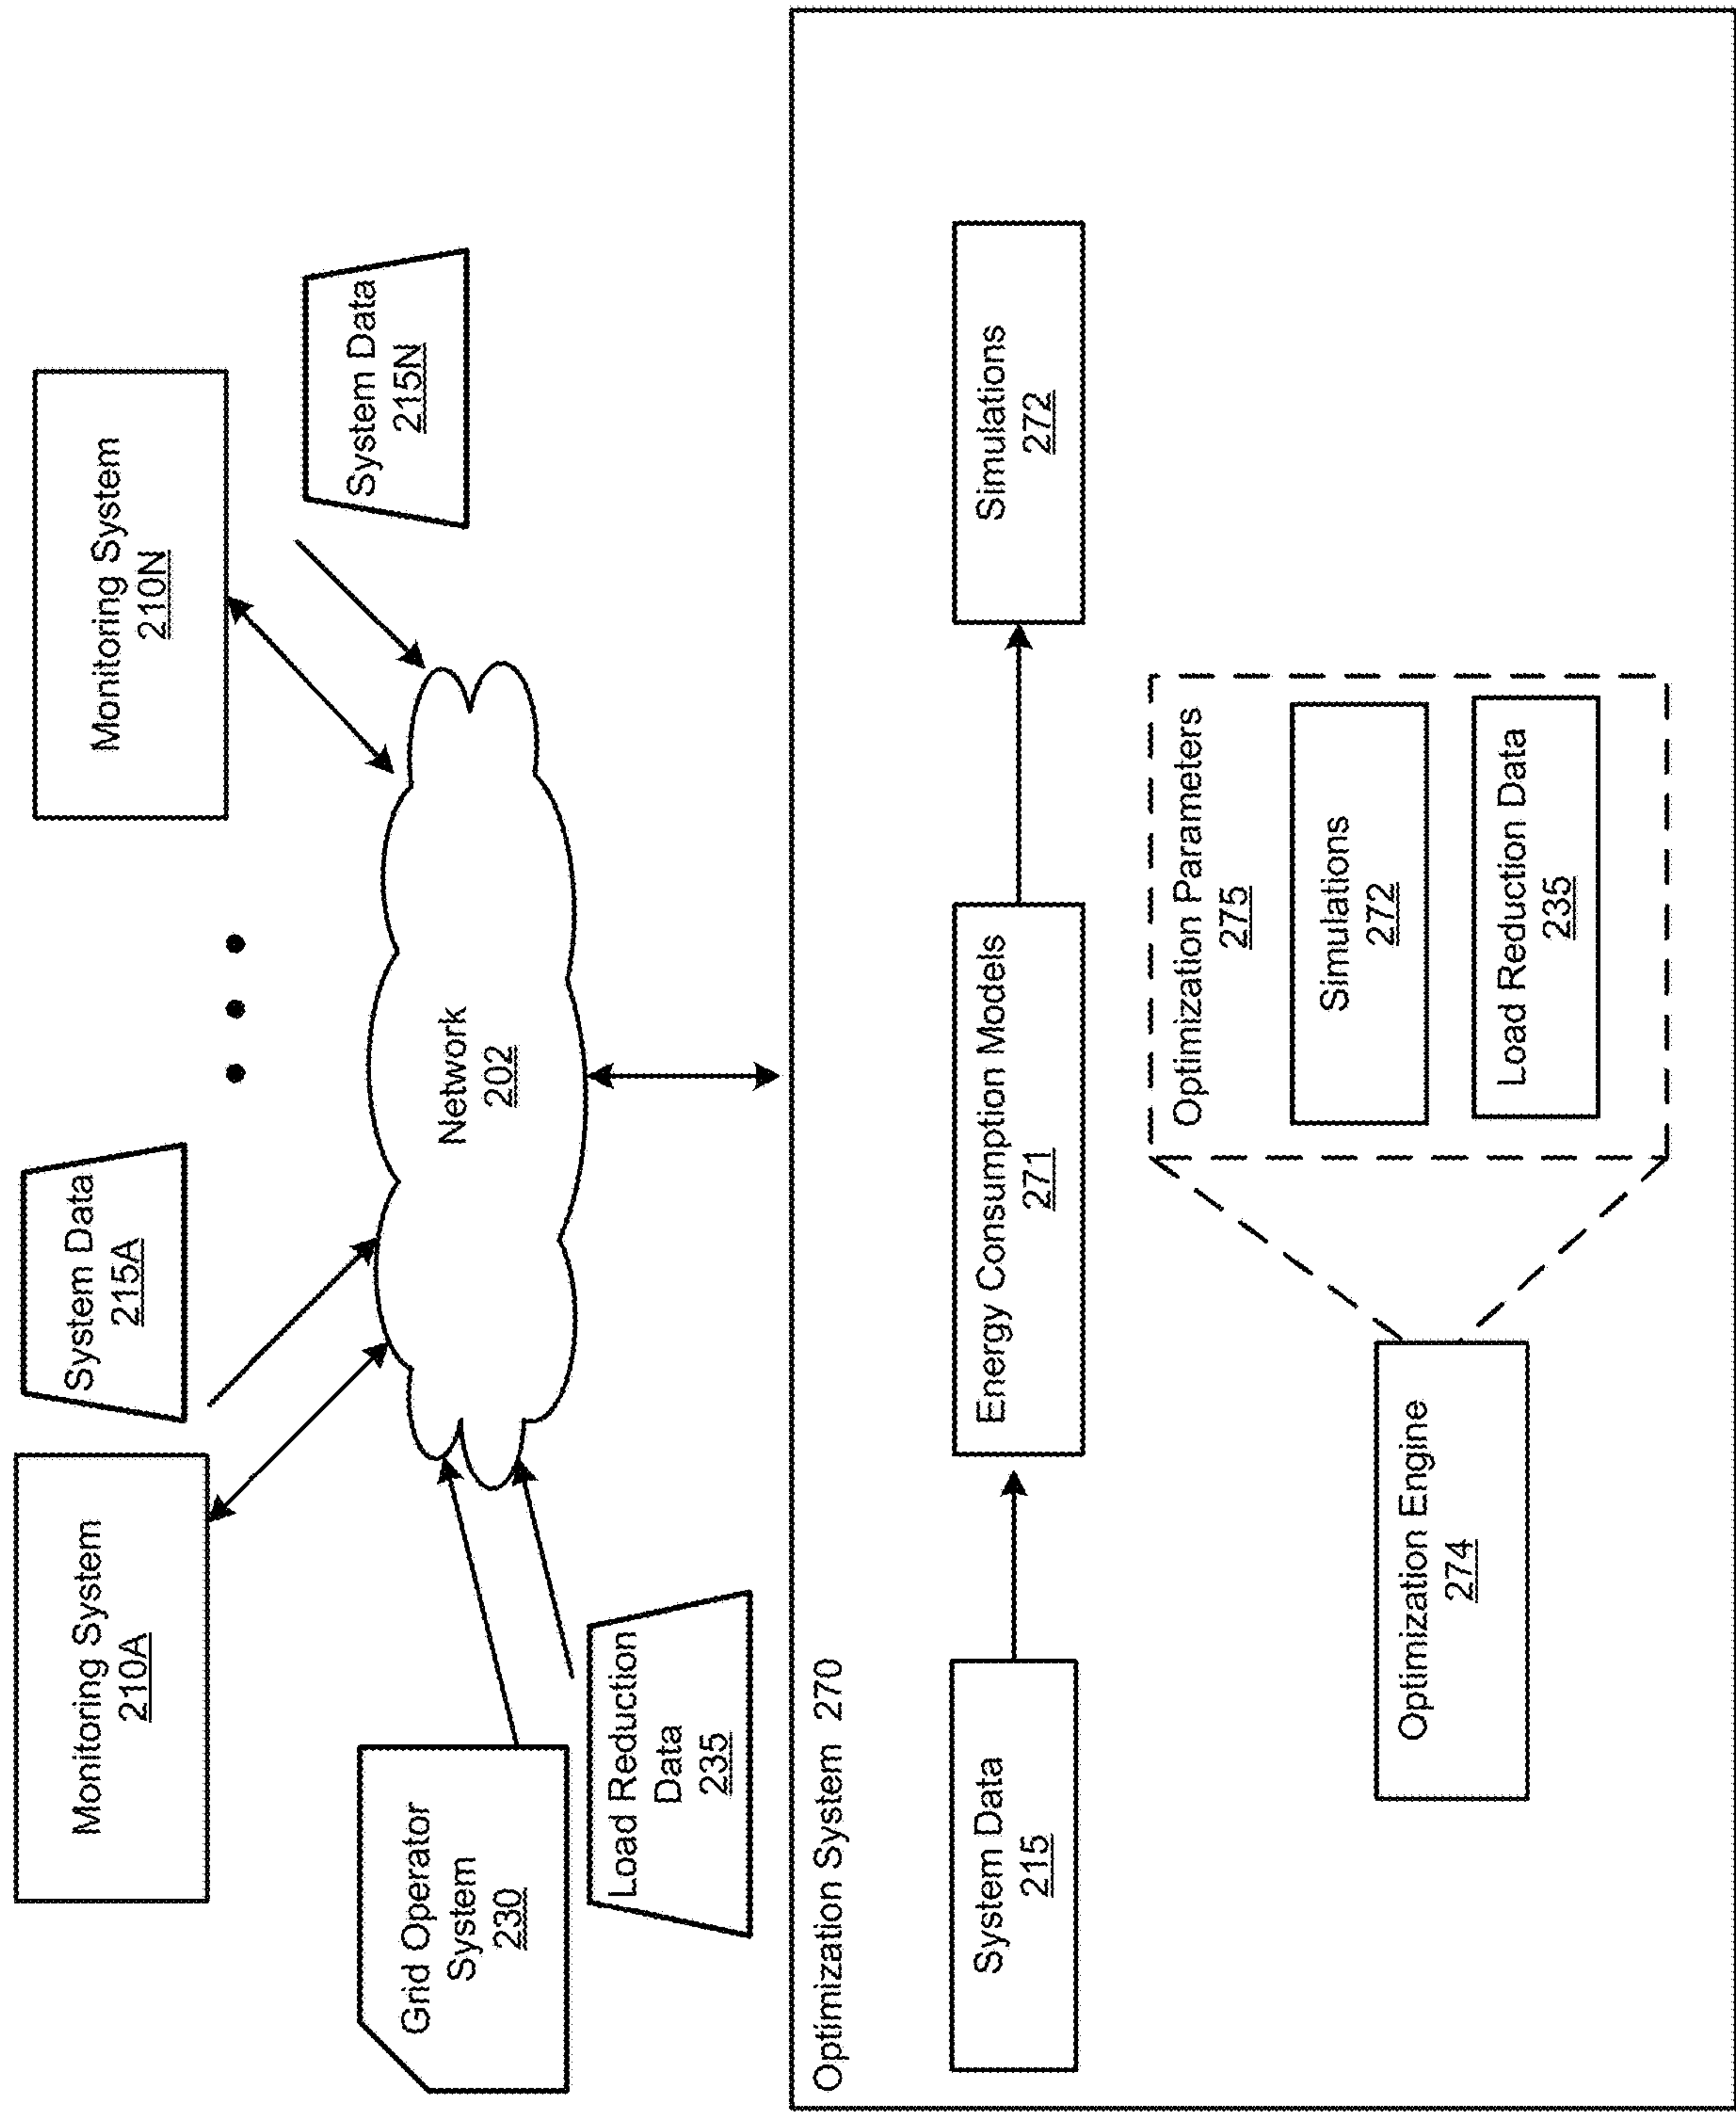 Monitoring System
210A
System Data
215A
Monitoring System
210N
System Data
215N
Grid Operator
System
230
Load Reduction
Data
235
Network
202
Optimization System 270
System Data
215
Energy Consumption Models
271
Simulations
272
Optimization Engine
274
Optimization Parameters
275
Simulations
272
Load Reduction Data
235